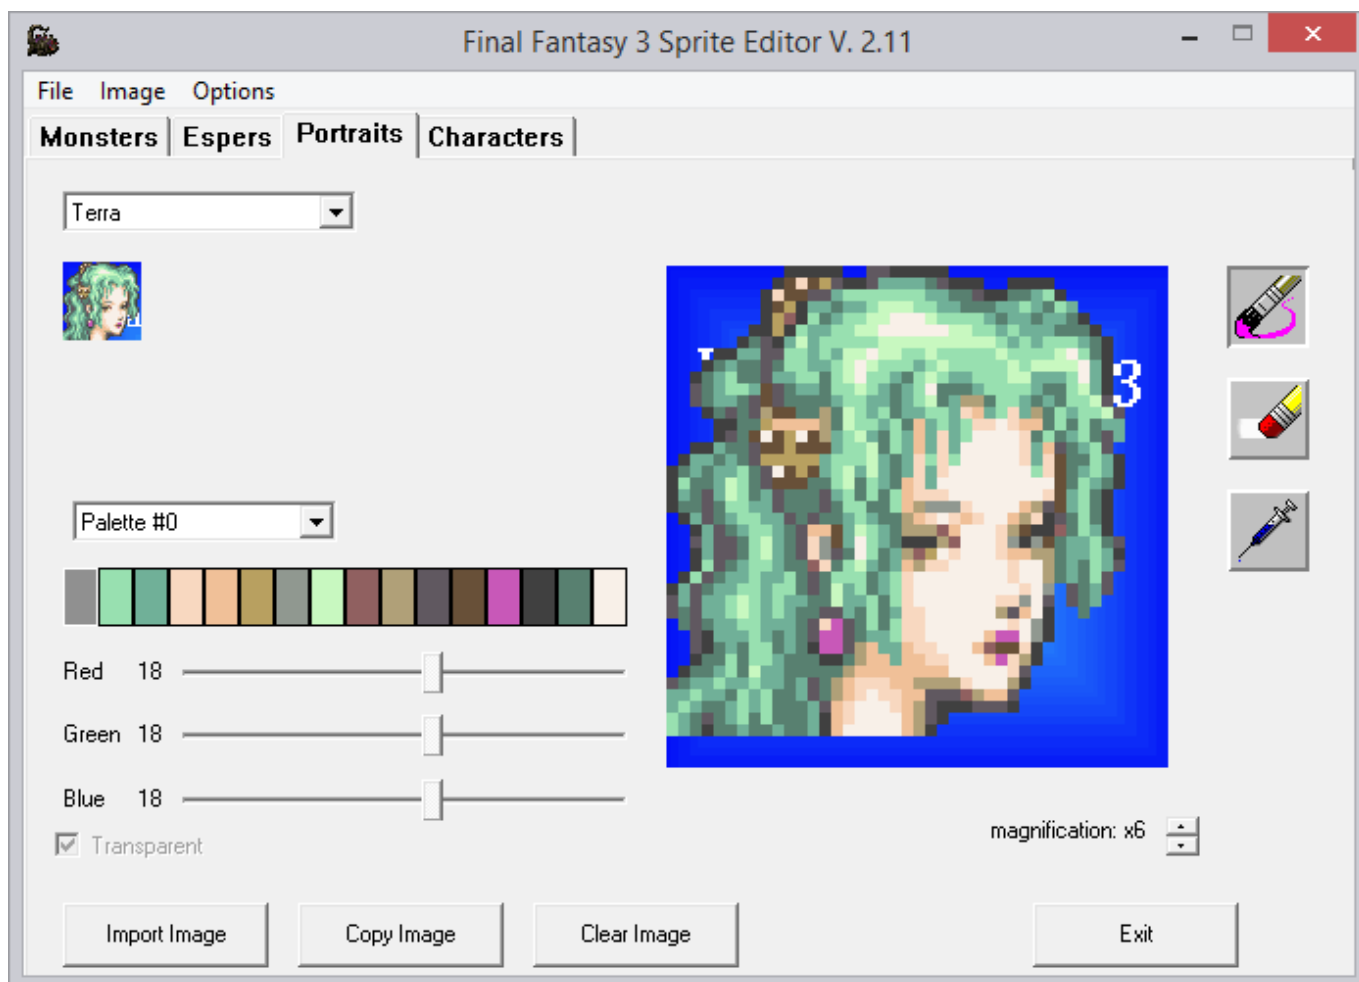 Final Fantasy 3 Sprite Editor V. 2.11
File Image Options
Monsters Espers Portraits Characters
Terra
3
Palette #0
Red 18
Green 18
Blue 18
Transparent
magnification: x6
Import Image Copy Image Clear Image Exit